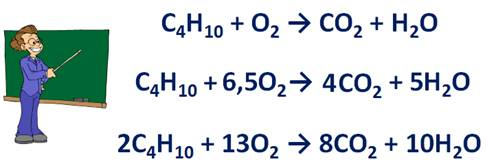 C₄H₁₀ + O₂ → CO₂ + H₂O
C₄H₁₀ + 6,5O₂ → 4CO₂ + 5H₂O
2C₄H₁₀ + 13O₂ → 8CO₂ + 10H₂O